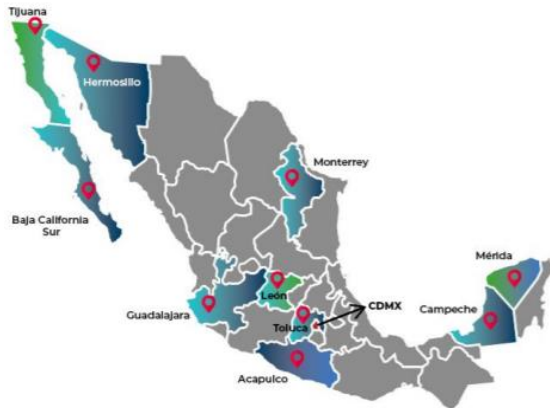 Tijuana
Hermosillo
Monterrey
Baja California
Sur
Mérida
León
CDMX
Campeche
Guadalajara
Toluca
Acapulco